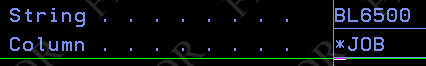 String . . . . . . . . BL6500
Column . . . . . . . . *JOB